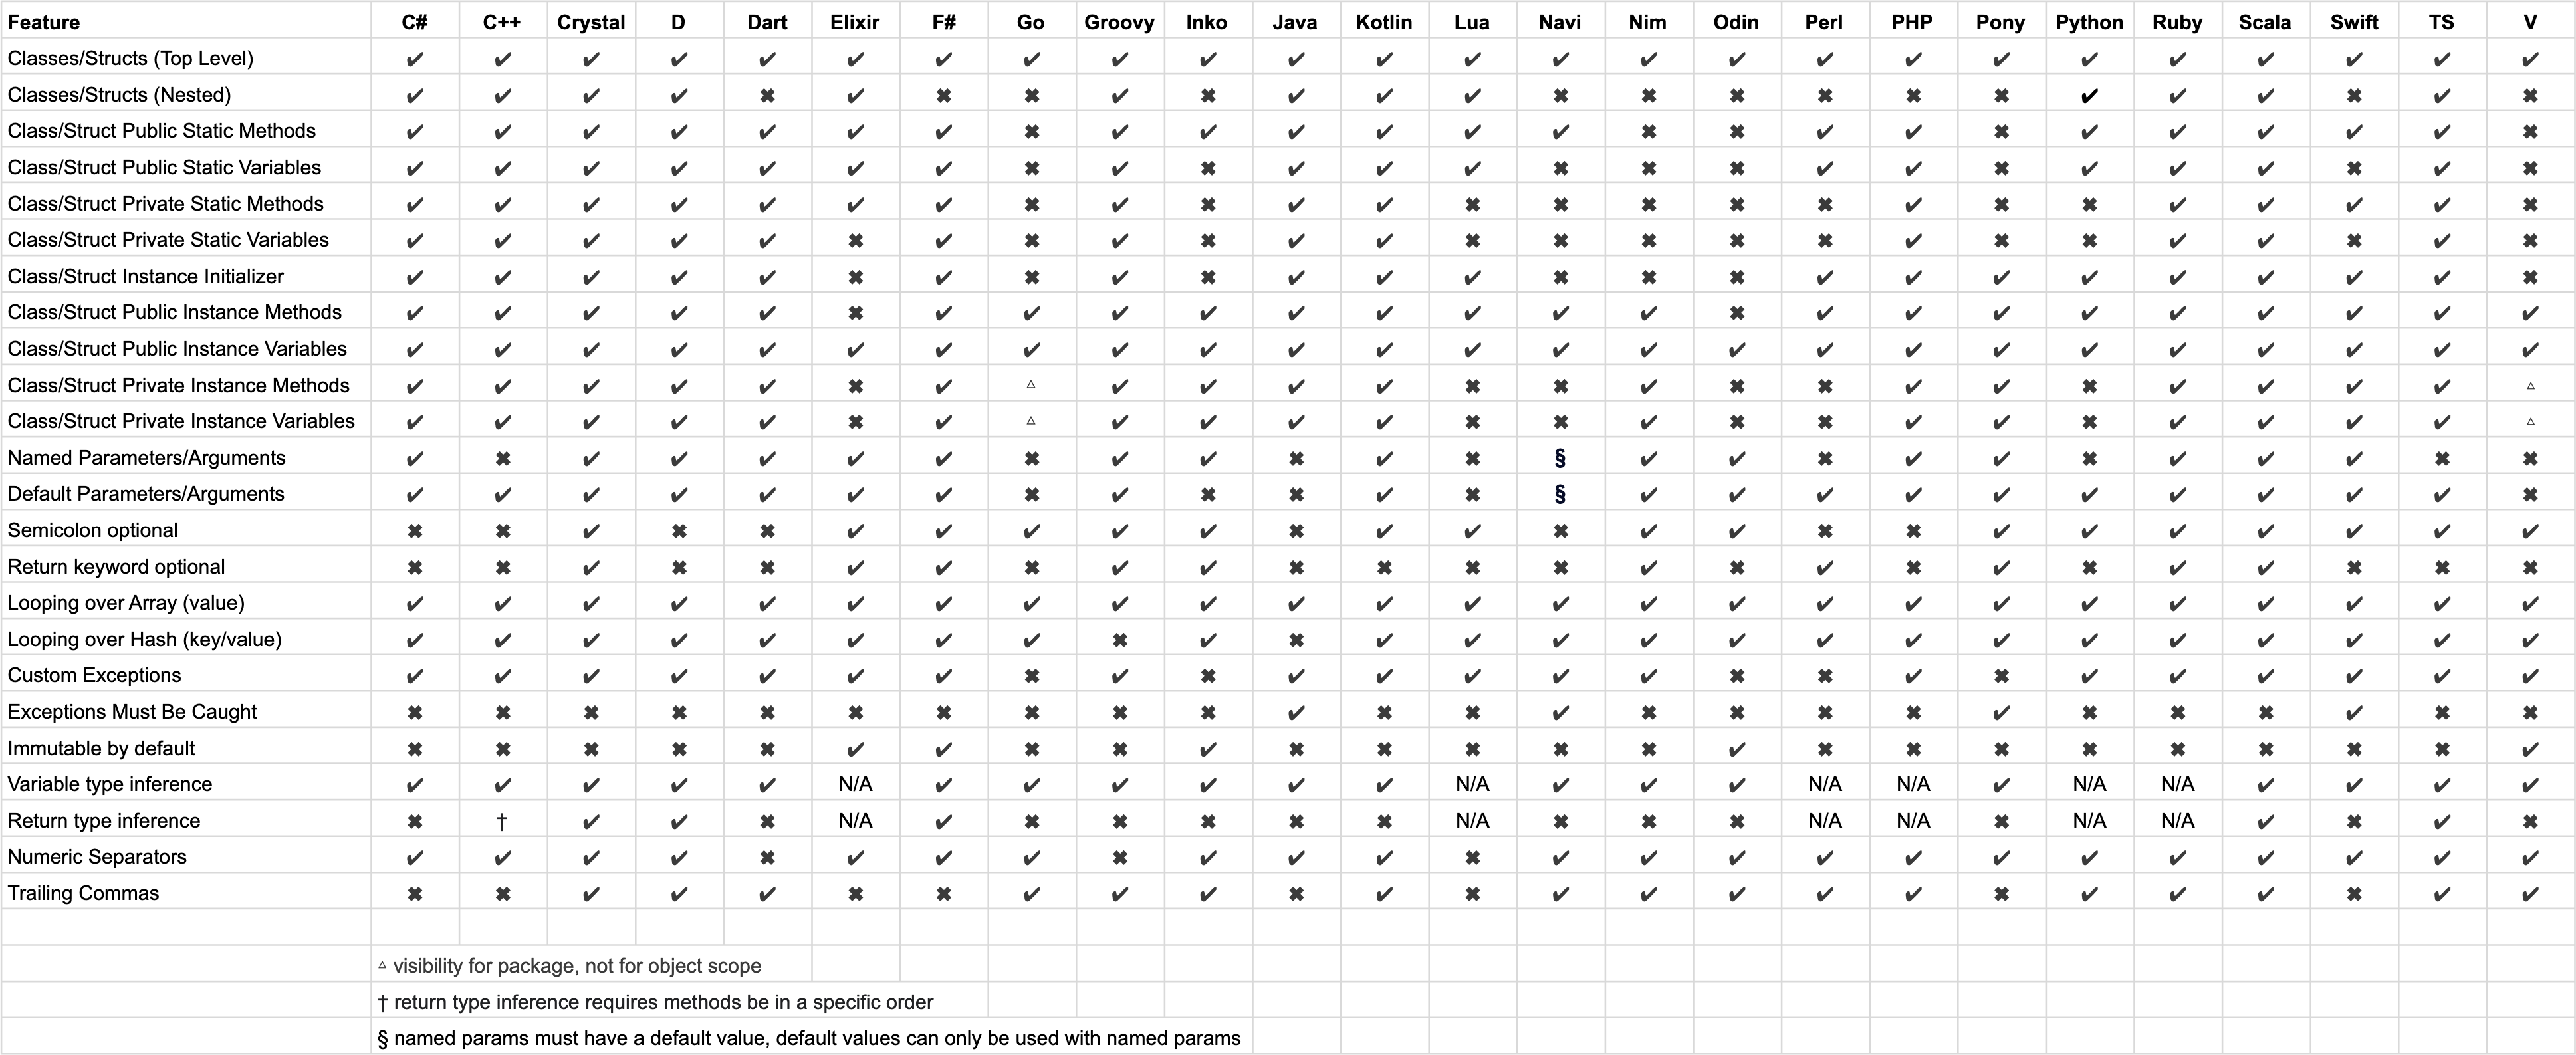 Feature C# C++ Crystal D Dart Elixir F# Go Groovy Inko Java Kotlin Lua Navi Nim Odin Perl PHP Pony Python Ruby Scala Swift TS V
Classes/Structs (Top Level) ✔ ✔ ✔ ✔ ✔ ✔ ✔ ✔ ✔ ✔ ✔ ✔ ✔ ✔ ✔ ✔ ✔ ✔ ✔ ✔ ✔ ✔ ✔ ✔ ✔
Classes/Structs (Nested) ✔ ✔ ✔ ✔ ✖ ✔ ✖ ✖ ✔ ✖ ✔ ✔ ✔ ✖ ✖ ✖ ✖ ✖ ✖ ✔ ✔ ✔ ✖ ✔ ✖
Class/Struct Public Static Methods ✔ ✔ ✔ ✔ ✔ ✔ ✔ ✖ ✔ ✔ ✔ ✔ ✔ ✔ ✖ ✖ ✔ ✔ ✖ ✔ ✔ ✔ ✔ ✔ ✖
Class/Struct Public Static Variables ✔ ✔ ✔ ✔ ✔ ✔ ✔ ✖ ✔ ✖ ✔ ✔ ✔ ✖ ✖ ✖ ✔ ✔ ✖ ✔ ✔ ✔ ✖ ✔ ✖
Class/Struct Private Static Methods ✔ ✔ ✔ ✔ ✔ ✔ ✔ ✖ ✔ ✖ ✔ ✔ ✖ ✖ ✖ ✖ ✖ ✔ ✖ ✖ ✔ ✔ ✔ ✔ ✖
Class/Struct Private Static Variables ✔ ✔ ✔ ✔ ✔ ✖ ✔ ✖ ✔ ✖ ✔ ✔ ✖ ✖ ✖ ✖ ✖ ✔ ✖ ✖ ✔ ✔ ✖ ✔ ✖
Class/Struct Instance Initializer ✔ ✔ ✔ ✔ ✔ ✖ ✔ ✖ ✔ ✖ ✔ ✔ ✔ ✖ ✖ ✖ ✔ ✔ ✔ ✔ ✔ ✔ ✔ ✔ ✖
Class/Struct Public Instance Methods ✔ ✔ ✔ ✔ ✔ ✖ ✔ ✔ ✔ ✔ ✔ ✔ ✔ ✔ ✔ ✖ ✔ ✔ ✔ ✔ ✔ ✔ ✔ ✔ ✔
Class/Struct Public Instance Variables ✔ ✔ ✔ ✔ ✔ ✔ ✔ ✔ ✔ ✔ ✔ ✔ ✔ ✔ ✔ ✔ ✔ ✔ ✔ ✔ ✔ ✔ ✔ ✔ ✔
Class/Struct Private Instance Methods ✔ ✔ ✔ ✔ ✔ ✖ ✔ △ ✔ ✔ ✔ ✔ ✖ ✖ ✔ ✖ ✖ ✔ ✔ ✖ ✔ ✔ ✔ ✔ △
Class/Struct Private Instance Variables ✔ ✔ ✔ ✔ ✔ ✖ ✔ △ ✔ ✔ ✔ ✔ ✖ ✖ ✔ ✖ ✖ ✔ ✔ ✖ ✔ ✔ ✔ ✔ △
Named Parameters/Arguments ✔ ✖ ✔ ✔ ✔ ✔ ✔ ✖ ✔ ✔ ✖ ✔ ✖ § ✔ ✔ ✖ ✔ ✔ ✖ ✔ ✔ ✔ ✖ ✖
Default Parameters/Arguments ✔ ✔ ✔ ✔ ✔ ✔ ✔ ✖ ✔ ✖ ✖ ✔ ✖ § ✔ ✔ ✔ ✔ ✔ ✔ ✔ ✔ ✔ ✔ ✖
Semicolon optional ✖ ✖ ✔ ✖ ✖ ✔ ✔ ✔ ✔ ✔ ✖ ✔ ✔ ✖ ✔ ✔ ✖ ✖ ✔ ✔ ✔ ✔ ✔ ✔ ✔
Return keyword optional ✖ ✖ ✔ ✖ ✖ ✔ ✔ ✖ ✔ ✔ ✖ ✖ ✖ ✖ ✔ ✖ ✔ ✖ ✔ ✖ ✔ ✔ ✖ ✖ ✖
Looping over Array (value) ✔ ✔ ✔ ✔ ✔ ✔ ✔ ✔ ✔ ✔ ✔ ✔ ✔ ✔ ✔ ✔ ✔ ✔ ✔ ✔ ✔ ✔ ✔ ✔ ✔
Looping over Hash (key/value) ✔ ✔ ✔ ✔ ✔ ✔ ✔ ✔ ✖ ✔ ✖ ✔ ✔ ✔ ✔ ✔ ✔ ✔ ✔ ✔ ✔ ✔ ✔ ✔ ✔
Custom Exceptions ✔ ✔ ✔ ✔ ✔ ✔ ✔ ✖ ✔ ✖ ✔ ✔ ✔ ✔ ✔ ✖ ✖ ✔ ✖ ✔ ✔ ✔ ✔ ✔ ✔
Exceptions Must Be Caught ✖ ✖ ✖ ✖ ✖ ✖ ✖ ✖ ✖ ✖ ✔ ✖ ✖ ✔ ✖ ✖ ✖ ✖ ✔ ✖ ✖ ✖ ✔ ✖ ✖
Immutable by default ✖ ✖ ✖ ✖ ✖ ✔ ✔ ✖ ✖ ✔ ✖ ✖ ✖ ✖ ✖ ✔ ✖ ✖ ✖ ✖ ✖ ✖ ✖ ✖ ✔
Variable type inference ✔ ✔ ✔ ✔ ✔ N/A ✔ ✔ ✔ ✔ ✔ ✔ N/A ✔ ✔ ✔ N/A N/A ✔ N/A N/A ✔ ✔ ✔ ✔
Return type inference ✖ † ✔ ✔ ✖ N/A ✔ ✖ ✖ ✖ ✖ ✖ N/A ✖ ✖ ✖ N/A N/A ✖ N/A N/A ✔ ✖ ✔ ✖
Numeric Separators ✔ ✔ ✔ ✔ ✖ ✔ ✔ ✔ ✖ ✔ ✔ ✔ ✖ ✔ ✔ ✔ ✔ ✔ ✔ ✔ ✔ ✔ ✔ ✔ ✔
Trailing Commas ✖ ✖ ✔ ✔ ✔ ✖ ✖ ✔ ✔ ✔ ✖ ✔ ✖ ✔ ✔ ✔ ✔ ✔ ✖ ✔ ✔ ✔ ✖ ✔ ✔
△ visibility for package, not for object scope
† return type inference requires methods be in a specific order
§ named params must have a default value, default values can only be used with named params